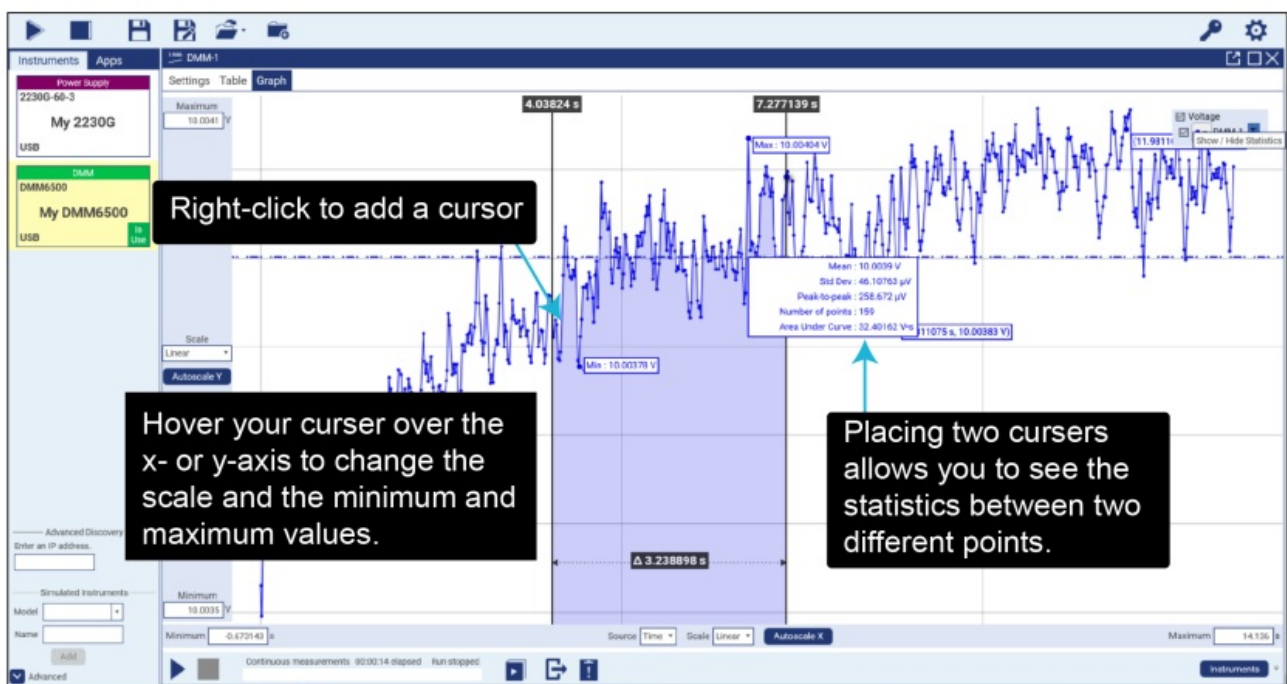 Instruments Apps
Power Supply
2230G-60-3
My 2230G
USB
DMM
DMM6500
My DMM6500
USB
In Use
Advanced Discovery
Enter an IP address.
Simulated Instruments
Model
Name
Add
Advanced
DMM-1
Settings Table Graph
Maximum
10.0041 V
Scale
Linear
Autoscale Y
Minimum
10.0035 V
4.03824 s
7.277139 s
Max : 10.00404 V
Voltage
DMM-1
Show / Hide Statistics
(11.9811
Right-click to add a cursor
Mean : 10.0039 V
Std Dev : 46.10763 µV
Peak-to-peak : 258.672 µV
Number of points : 159
Area Under Curve : 32.40162 V•s
11075 s, 10.00383 V)
Min : 10.00378 V
Hover your curser over the
x- or y-axis to change the
scale and the minimum and
maximum values.
Placing two cursers
allows you to see the
statistics between two
different points.
Δ 3.238898 s
Minimum -0.673143 s Source Time Scale Linear Autoscale X Maximum 14.136 s
Continuous measurements 00:00:14 elapsed Run stopped
Instruments